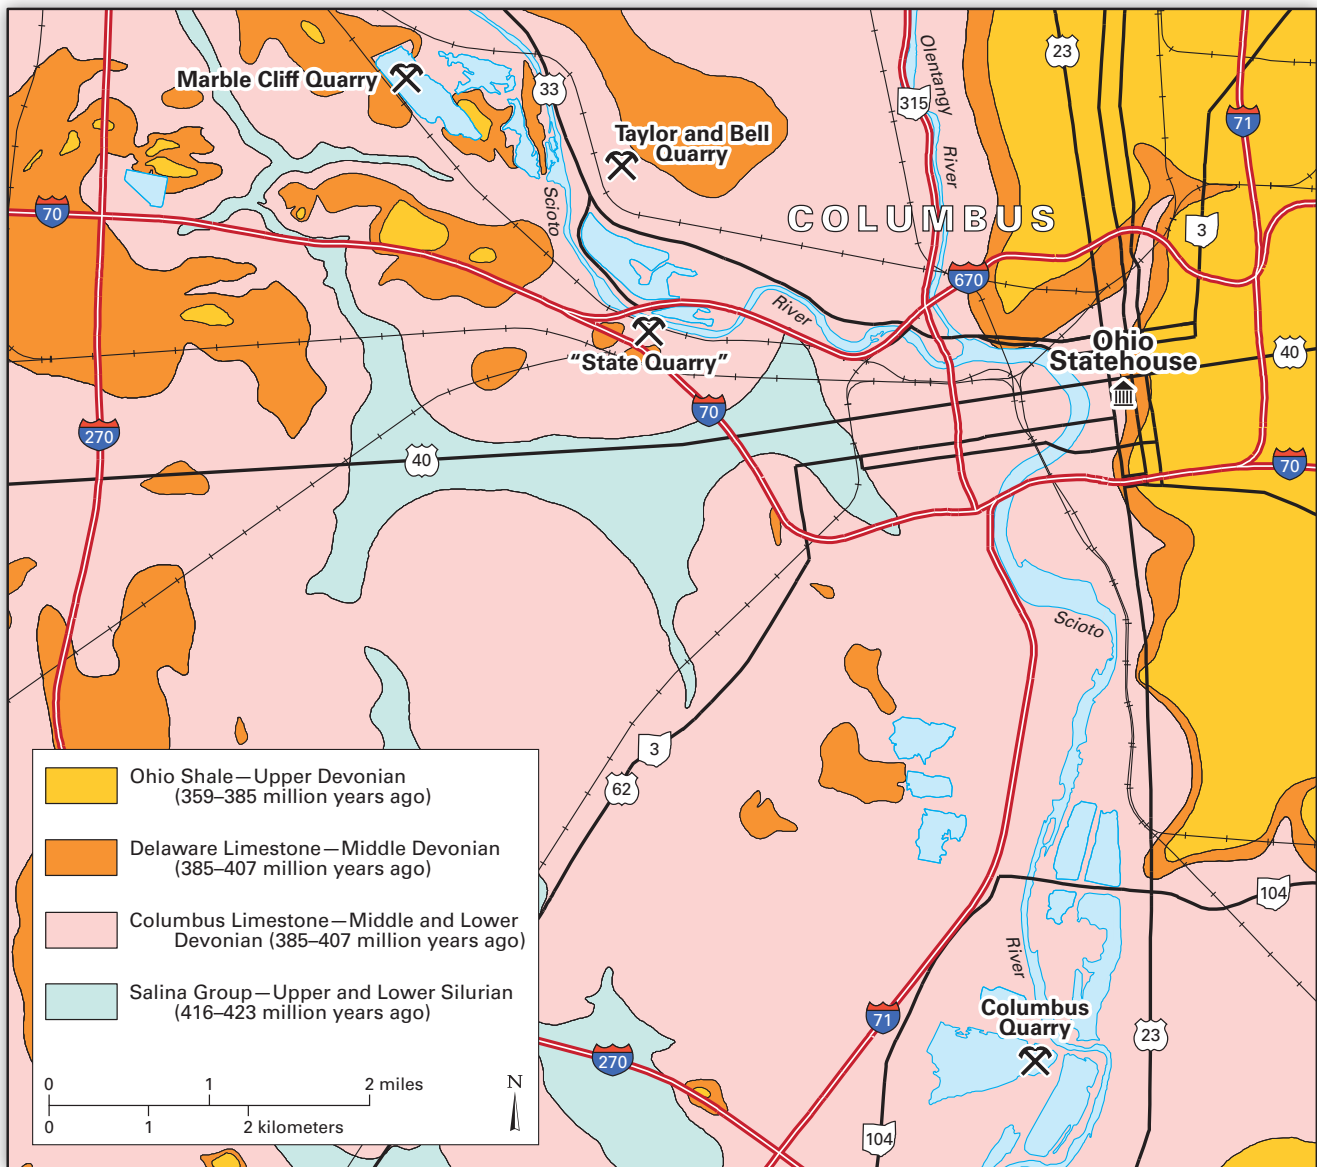 Marble Cliff Quarry
33
Olentangy
River
315
23
71
Taylor and Bell
Quarry
COLUMBUS
70
Scioto
3
670
River
Ohio
Statehouse
"State Quarry"
40
70
270
40
70
Scioto
3
62
Ohio Shale—Upper Devonian
(359–385 million years ago)
Delaware Limestone—Middle Devonian
(385–407 million years ago)
Columbus Limestone—Middle and Lower
Devonian (385–407 million years ago)
Salina Group—Upper and Lower Silurian
(416–423 million years ago)
0 1 2 miles
0 1 2 kilometers
N
104
River
Columbus
Quarry
71
23
270
104